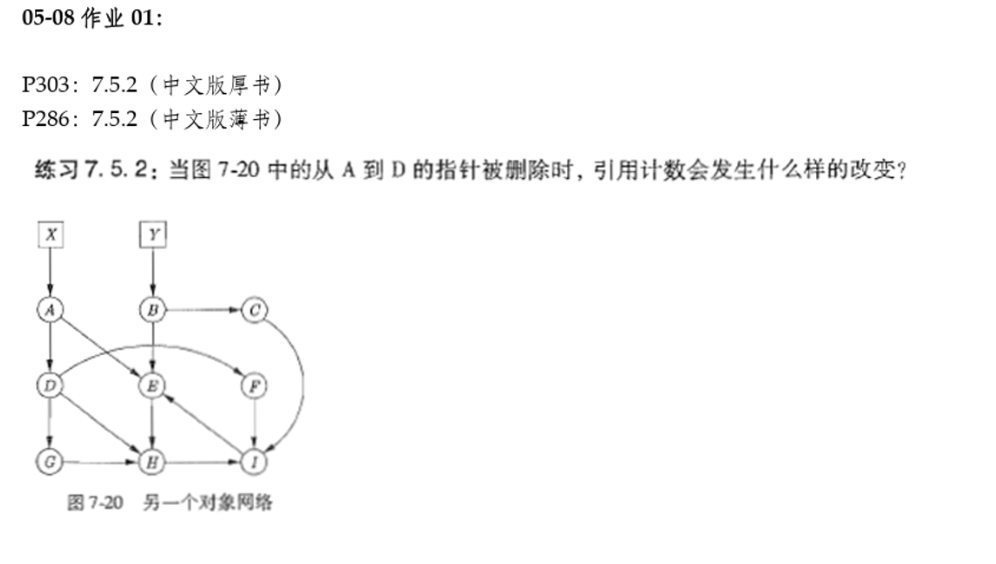 05-08 作业 01:
P303: 7.5.2（中文版厚书）
P286: 7.5.2（中文版薄书）
练习 7.5.2: 当图 7-20 中的从 A 到 D 的指针被删除时, 引用计数会发生什么样的改变?
X Y
A B C
D E F
G H I
图 7-20 另一个对象网络